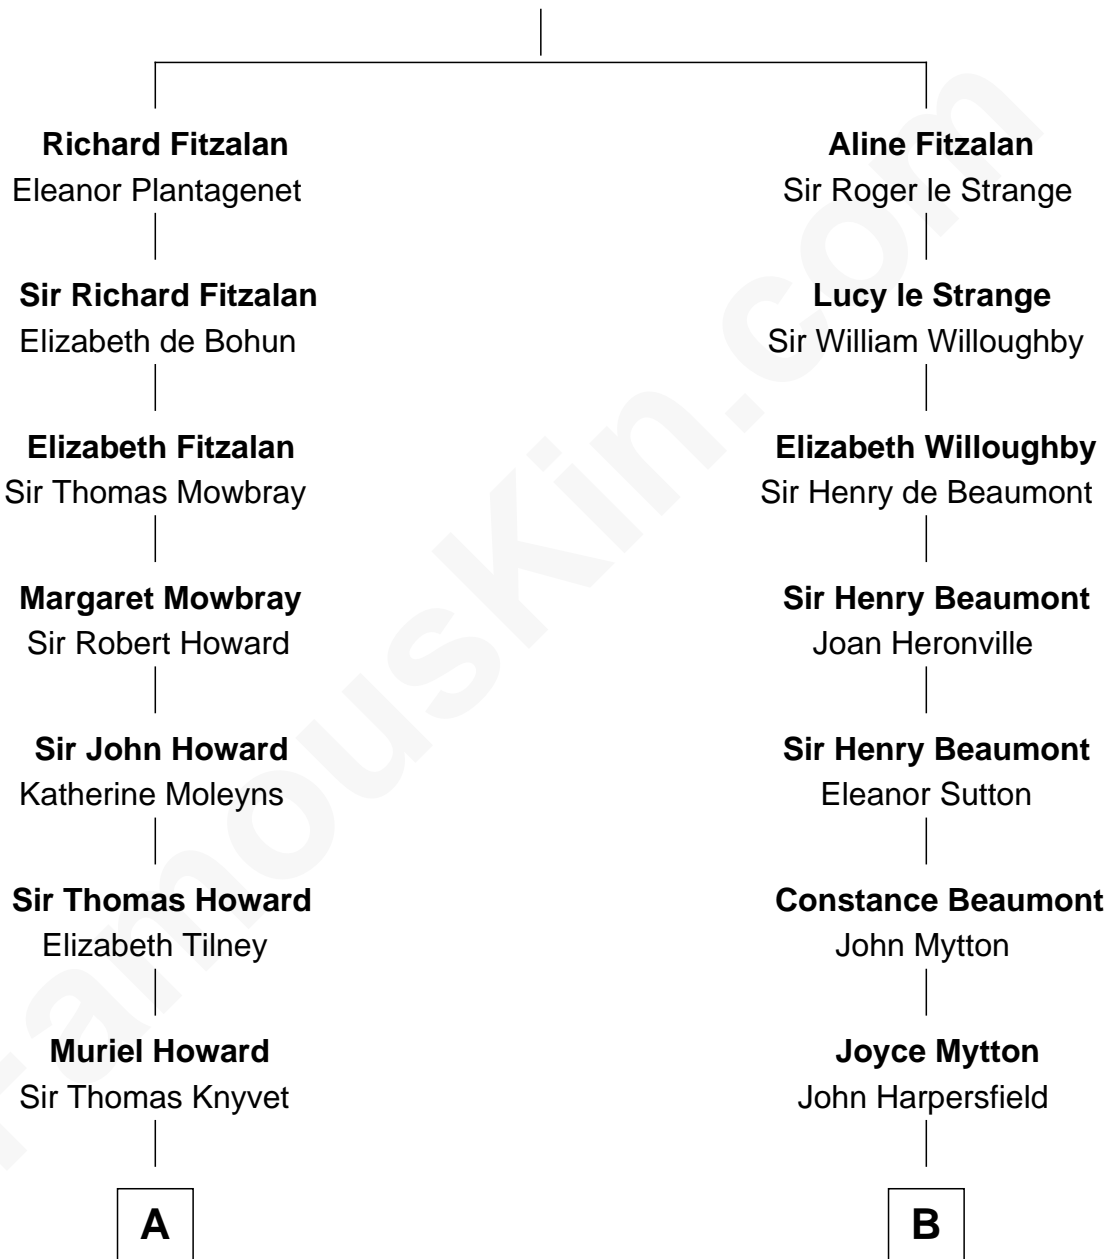 Richard Fitzalan
Eleanor Plantagenet
Sir Richard Fitzalan
Elizabeth de Bohun
Elizabeth Fitzalan
Sir Thomas Mowbray
Margaret Mowbray
Sir Robert Howard
Sir John Howard
Katherine Moleyns
Sir Thomas Howard
Elizabeth Tilney
Muriel Howard
Sir Thomas Knyvet
A
Aline Fitzalan
Sir Roger le Strange
Lucy le Strange
Sir William Willoughby
Elizabeth Willoughby
Sir Henry de Beaumont
Sir Henry Beaumont
Joan Heronville
Sir Henry Beaumont
Eleanor Sutton
Constance Beaumont
John Mytton
Joyce Mytton
John Harpersfield
B
FamousKin.com